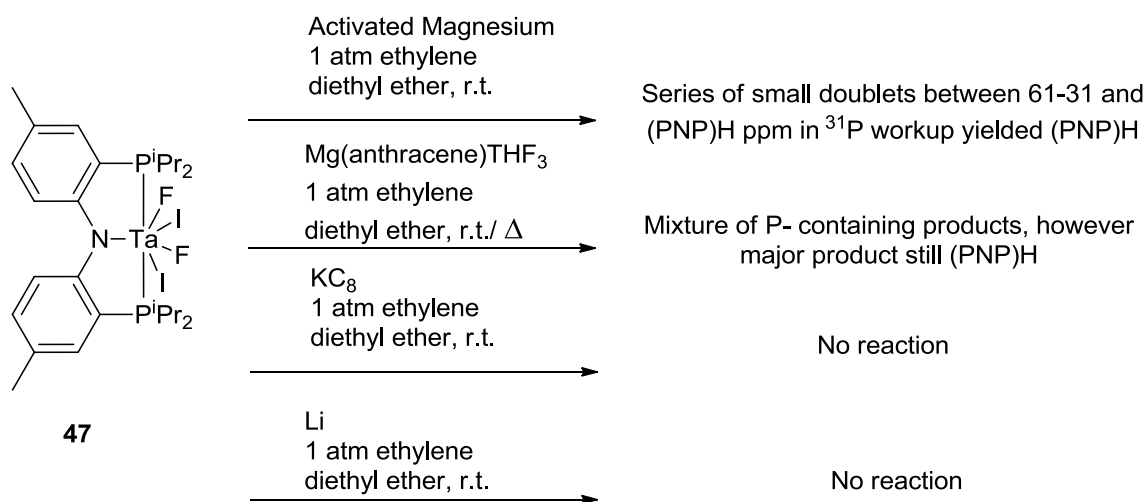 Activated Magnesium
1 atm ethylene
diethyl ether, r.t.
Series of small doublets between 61-31 and
(PNP)H ppm in ³¹P workup yielded (PNP)H
PⁱPr₂
F
I
N
Ta
F
I
PⁱPr₂
47
Mg(anthracene)THF₃
1 atm ethylene
diethyl ether, r.t./ Δ
Mixture of P- containing products, however
major product still (PNP)H
KC₈
1 atm ethylene
diethyl ether, r.t.
No reaction
Li
1 atm ethylene
diethyl ether, r.t.
No reaction